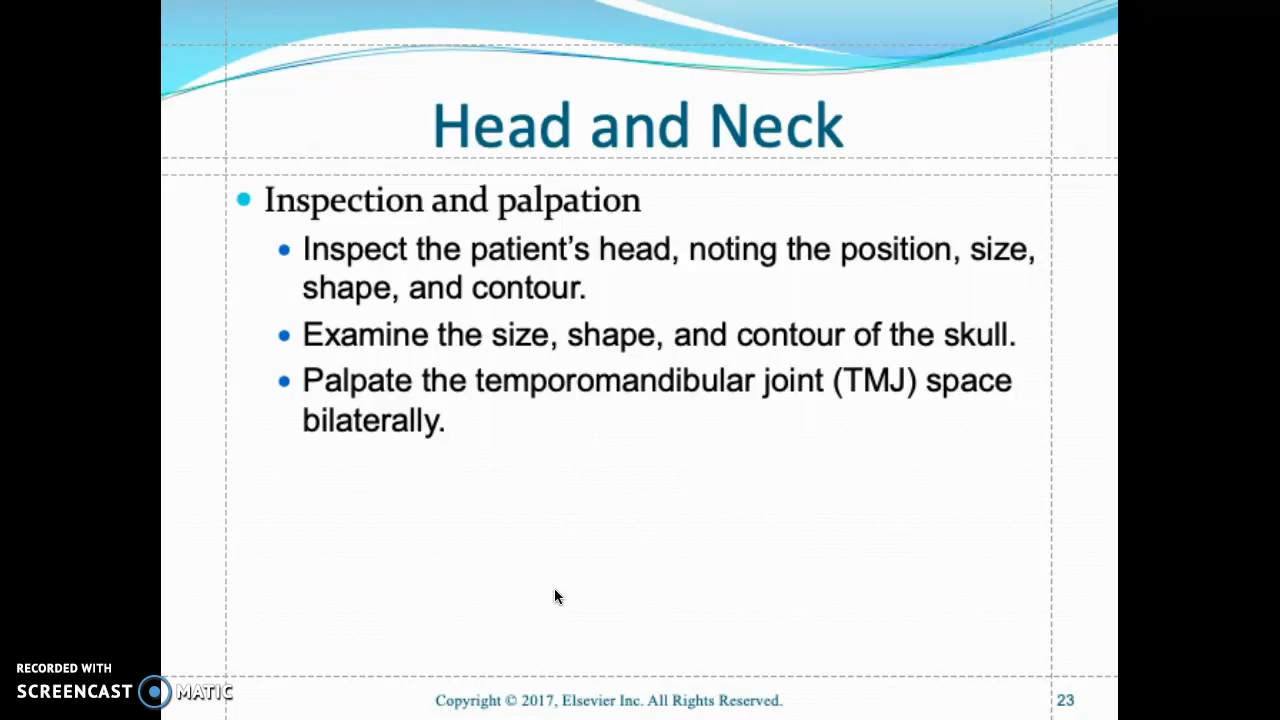 Head and Neck
Inspection and palpation
Inspect the patient's head, noting the position, size,
shape, and contour.
Examine the size, shape, and contour of the skull.
Palpate the temporomandibular joint (TMJ) space
bilaterally.
RECORDED WITH
SCREENCAST MATIC
Copyright © 2017, Elsevier Inc. All Rights Reserved.
23